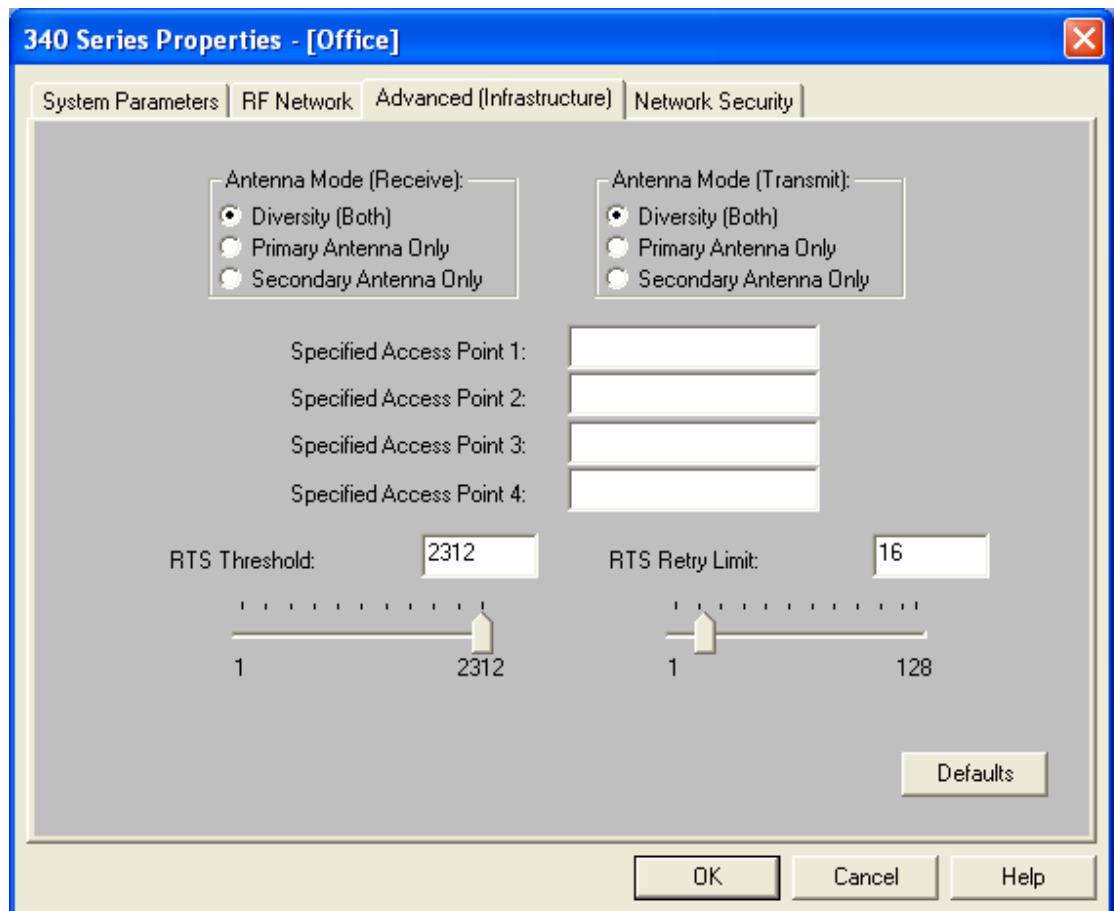 340 Series Properties - [Office]
System Parameters RF Network Advanced (Infrastructure) Network Security
Antenna Mode (Receive): Antenna Mode (Transmit):
Diversity (Both) Diversity (Both)
Primary Antenna Only Primary Antenna Only
Secondary Antenna Only Secondary Antenna Only
Specified Access Point 1:
Specified Access Point 2:
Specified Access Point 3:
Specified Access Point 4:
RTS Threshold: 2312 RTS Retry Limit: 16
1 2312 1 128
Defaults
OK Cancel Help